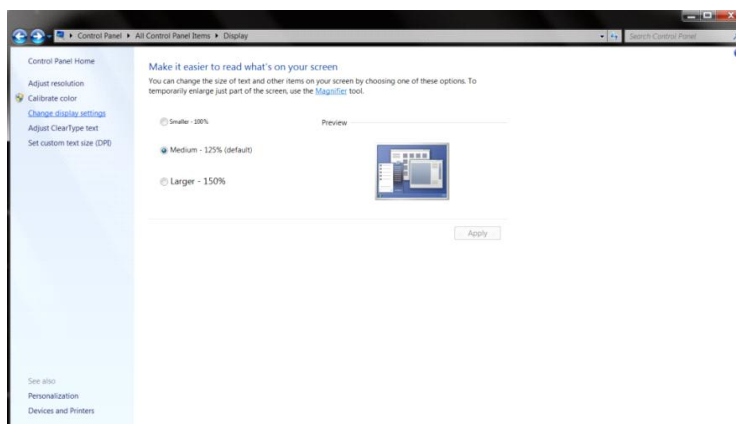 Control Panel ▸ All Control Panel Items ▸ Display
Search Control Panel
Control Panel Home
Adjust resolution
Calibrate color
Change display settings
Adjust ClearType text
Set custom text size (DPI)
See also
Personalization
Devices and Printers
Make it easier to read what's on your screen
You can change the size of text and other items on your screen by choosing one of these options. To
temporarily enlarge just part of the screen, use the Magnifier tool.
Smaller - 100%
Medium - 125% (default)
Larger - 150%
Preview
Apply